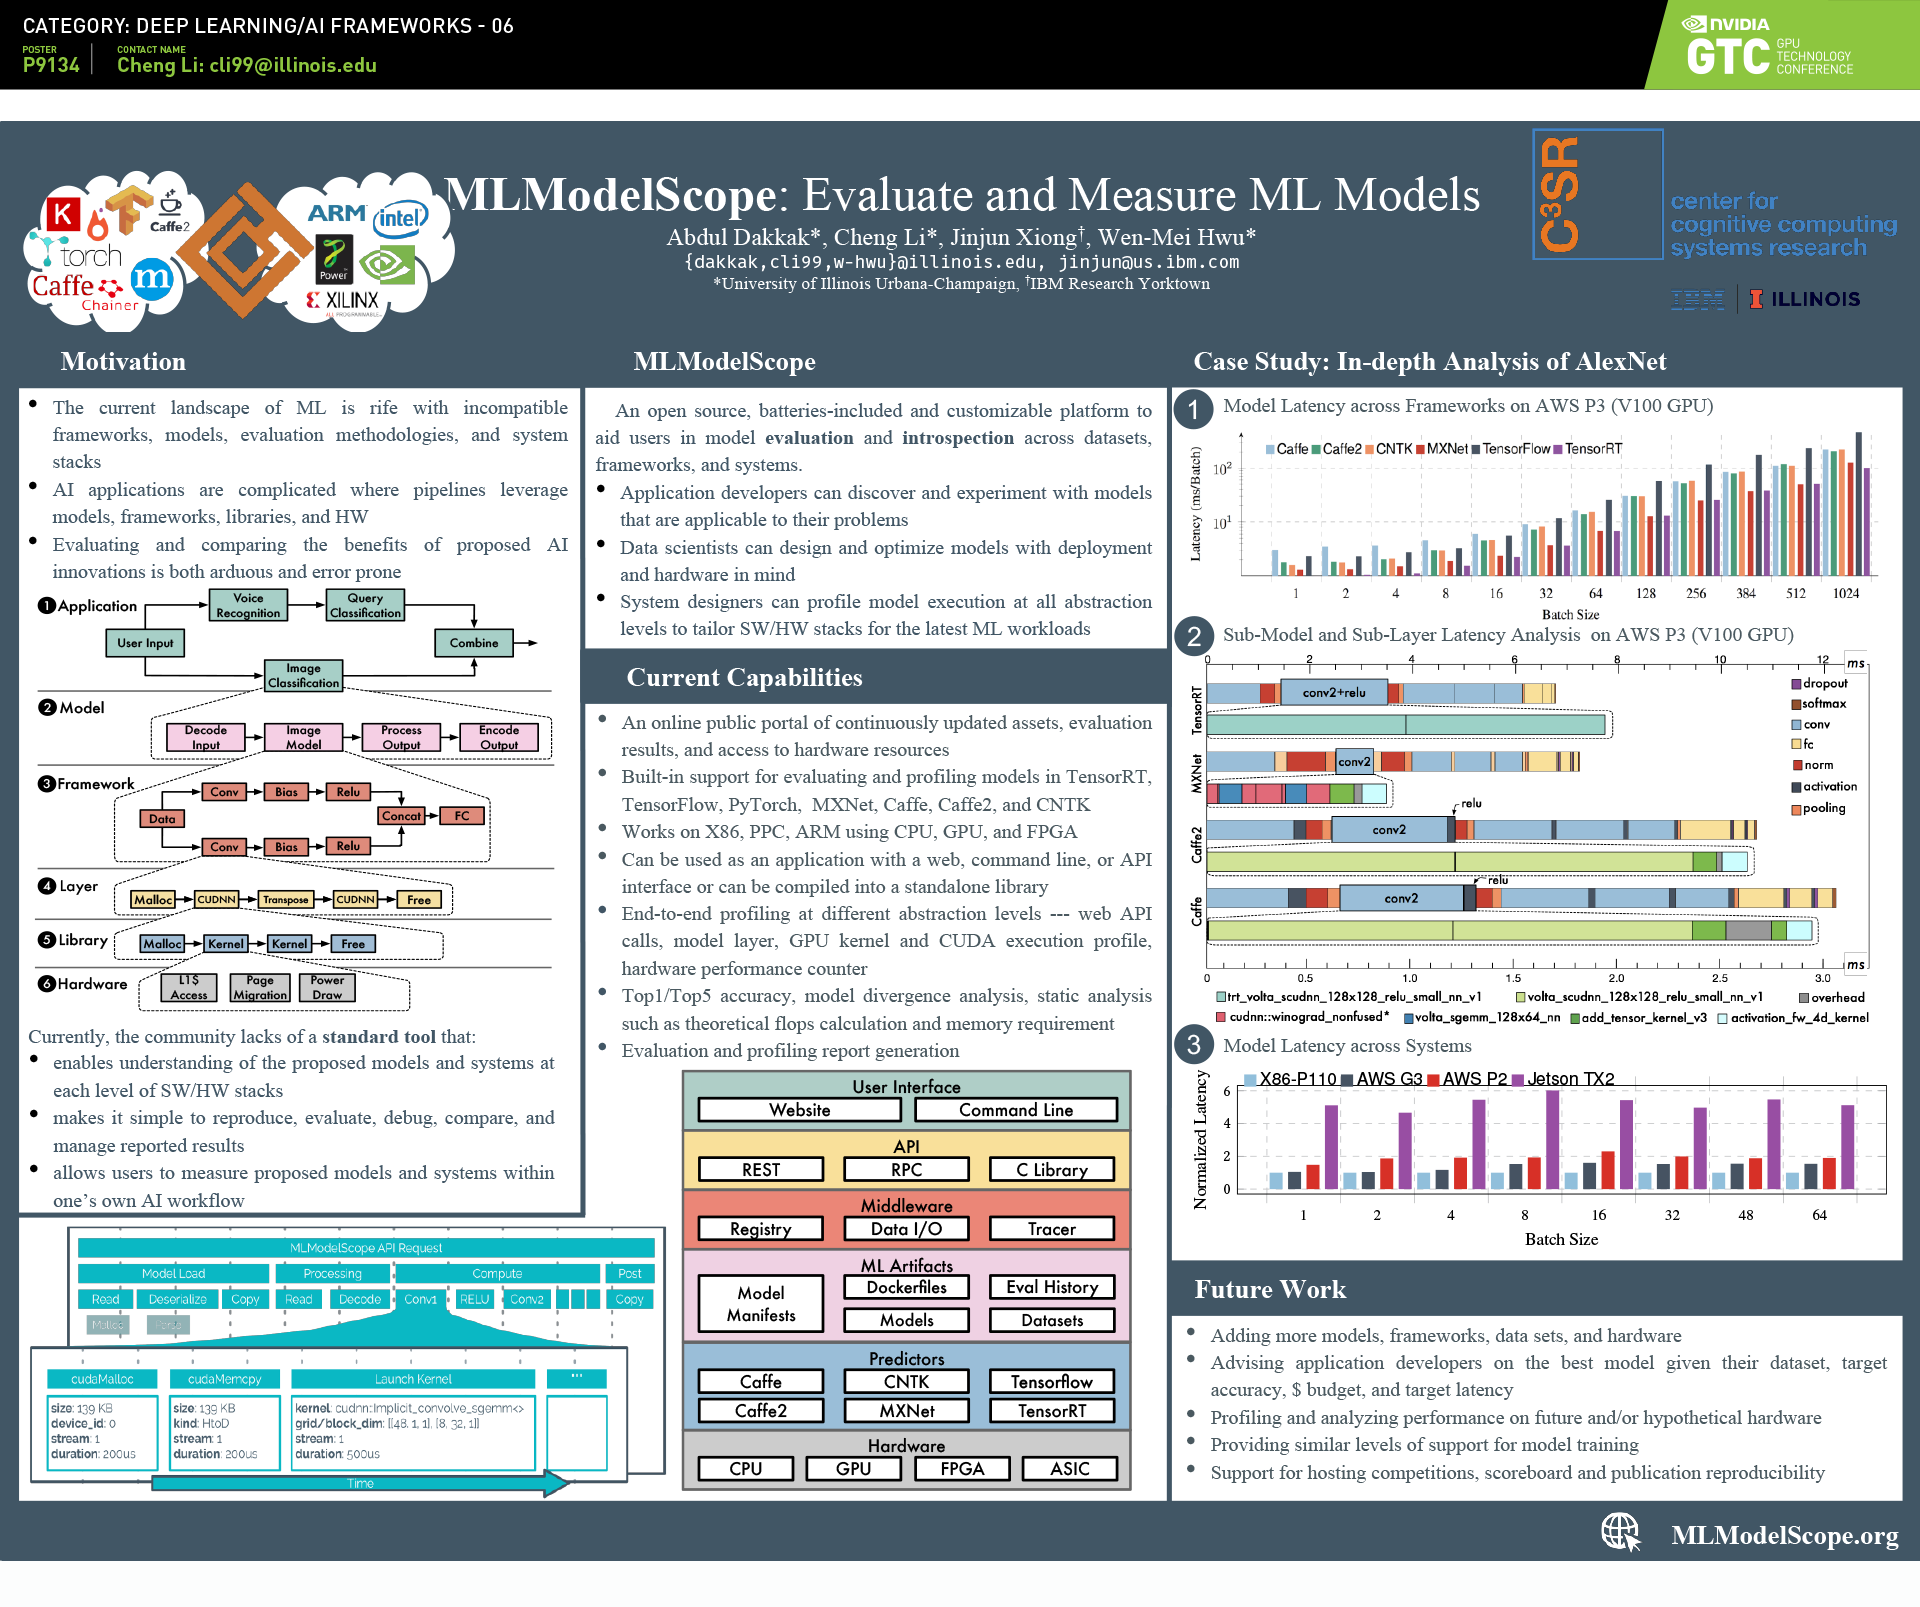 CATEGORY: DEEP LEARNING/AI FRAMEWORKS - 06
POSTER
P9134
CONTACT NAME
Cheng Li: cli99@illinois.edu
NVIDIA
GTC
GPU
TECHNOLOGY
CONFERENCE
K
Caffe2
torch
Caffe
Chainer
m
ARM
intel
Power
XILINX
ALL PROGRAMMABLE
MLModelScope: Evaluate and Measure ML Models
Abdul Dakkak*, Cheng Li*, Jinjun Xiong†, Wen-Mei Hwu*
{dakkak,cli99,w-hwu}@illinois.edu, jinjun@us.ibm.com
*University of Illinois Urbana-Champaign, †IBM Research Yorktown
C³SR
center for
cognitive computing
systems research
IBM
I ILLINOIS
Motivation
• The current landscape of ML is rife with incompatible
frameworks, models, evaluation methodologies, and system
stacks
• AI applications are complicated where pipelines leverage
models, frameworks, libraries, and HW
• Evaluating and comparing the benefits of proposed AI
innovations is both arduous and error prone
1 Application
Voice
Recognition
Query
Classification
User Input
Combine
Image
Classification
2 Model
Decode
Input
Image
Model
Process
Output
Encode
Output
3 Framework
Conv
Bias
Relu
Data
Concat
FC
Conv
Bias
Relu
4 Layer
Malloc
CUDNN
Transpose
CUDNN
Free
5 Library
Malloc
Kernel
Kernel
Free
6 Hardware
L1$
Access
Page
Migration
Power
Draw
Currently, the community lacks of a standard tool that:
• enables understanding of the proposed models and systems at
each level of SW/HW stacks
• makes it simple to reproduce, evaluate, debug, compare, and
manage reported results
• allows users to measure proposed models and systems within
one's own AI workflow
MLModelScope API Request
Model Load
Processing
Compute
Post
Read
Deserialize
Copy
Read
Decode
Conv1
RELU
Conv2
Copy
Malloc
Parse
cudaMalloc
cudaMemcpy
Launch Kernel
...
size: 139 KB
device_id: 0
stream: 1
duration: 200us
size: 139 KB
kind: HtoD
stream: 1
duration: 200us
kernel: cudnn::Implicit_convolve_sgemm<>
grid/block_dim: [[48, 1, 1], [8, 32, 1]]
stream: 1
duration: 500us
Time
MLModelScope
An open source, batteries-included and customizable platform to
aid users in model evaluation and introspection across datasets,
frameworks, and systems.
• Application developers can discover and experiment with models
that are applicable to their problems
• Data scientists can design and optimize models with deployment
and hardware in mind
• System designers can profile model execution at all abstraction
levels to tailor SW/HW stacks for the latest ML workloads
Current Capabilities
• An online public portal of continuously updated assets, evaluation
results, and access to hardware resources
• Built-in support for evaluating and profiling models in TensorRT,
TensorFlow, PyTorch, MXNet, Caffe, Caffe2, and CNTK
• Works on X86, PPC, ARM using CPU, GPU, and FPGA
• Can be used as an application with a web, command line, or API
interface or can be compiled into a standalone library
• End-to-end profiling at different abstraction levels --- web API
calls, model layer, GPU kernel and CUDA execution profile,
hardware performance counter
• Top1/Top5 accuracy, model divergence analysis, static analysis
such as theoretical flops calculation and memory requirement
• Evaluation and profiling report generation
User Interface
Website
Command Line
API
REST
RPC
C Library
Middleware
Registry
Data I/O
Tracer
ML Artifacts
Model
Manifests
Dockerfiles
Eval History
Models
Datasets
Predictors
Caffe
CNTK
Tensorflow
Caffe2
MXNet
TensorRT
Hardware
CPU
GPU
FPGA
ASIC
Case Study: In-depth Analysis of AlexNet
1 Model Latency across Frameworks on AWS P3 (V100 GPU)
Caffe Caffe2 CNTK MXNet TensorFlow TensorRT
Latency (ms/Batch)
10²
10¹
1 2 4 8 16 32 64 128 256 384 512 1024
Batch Size
2 Sub-Model and Sub-Layer Latency Analysis on AWS P3 (V100 GPU)
0 2 4 6 8 10 12 ms
TensorRT
conv2+relu
MXNet
conv2
relu
Caffe2
conv2
relu
Caffe
conv2
dropout
softmax
conv
fc
norm
activation
pooling
0 0.5 1.0 1.5 2.0 2.5 3.0 ms
trt_volta_scudnn_128x128_relu_small_nn_v1 volta_scudnn_128x128_relu_small_nn_v1 overhead
cudnn::winograd_nonfused* volta_sgemm_128x64_nn add_tensor_kernel_v3 activation_fw_4d_kernel
3 Model Latency across Systems
X86-P110 AWS G3 AWS P2 Jetson TX2
Normalized Latency
6
4
2
0
1 2 4 8 16 32 48 64
Batch Size
Future Work
• Adding more models, frameworks, data sets, and hardware
• Advising application developers on the best model given their dataset, target
accuracy, $ budget, and target latency
• Profiling and analyzing performance on future and/or hypothetical hardware
• Providing similar levels of support for model training
• Support for hosting competitions, scoreboard and publication reproducibility
MLModelScope.org